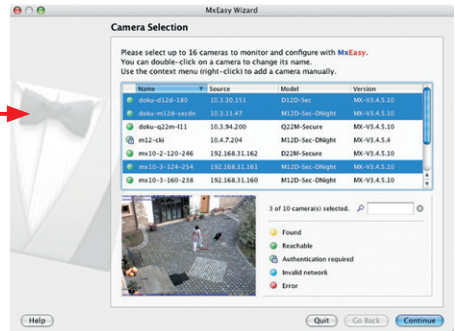 MxEasy Wizard
Camera Selection
Please select up to 16 cameras to monitor and configure with MxEasy.
You can double-click on a camera to change its name.
Use the context menu (right-click) to add a camera manually.
Name Source Model Version
doku-d12d-180 10.3.30.151 D12D-Sec MX-V3.4.5.10
doku-m12d-secdn 10.3.11.47 M12D-Sec-DNight MX-V3.4.5.10
doku-q22m-l11 10.3.94.200 Q22M-Secure MX-V3.4.5.10
m12-cki 10.4.7.204 M12D-Sec-DNight MX-V3.4.5.4
mx10-2-120-246 192.168.31.162 D22M-Secure MX-V3.4.5.10
mx10-3-124-254 192.168.31.161 M12D-Sec-DNight MX-V3.4.5.10
mx10-3-160-238 192.168.31.160 M12D-Sec-DNight MX-V3.4.5.10
3 of 10 camera(s) selected.
Found
Reachable
Authentication required
Invalid network
Error
Help Quit Go Back Continue